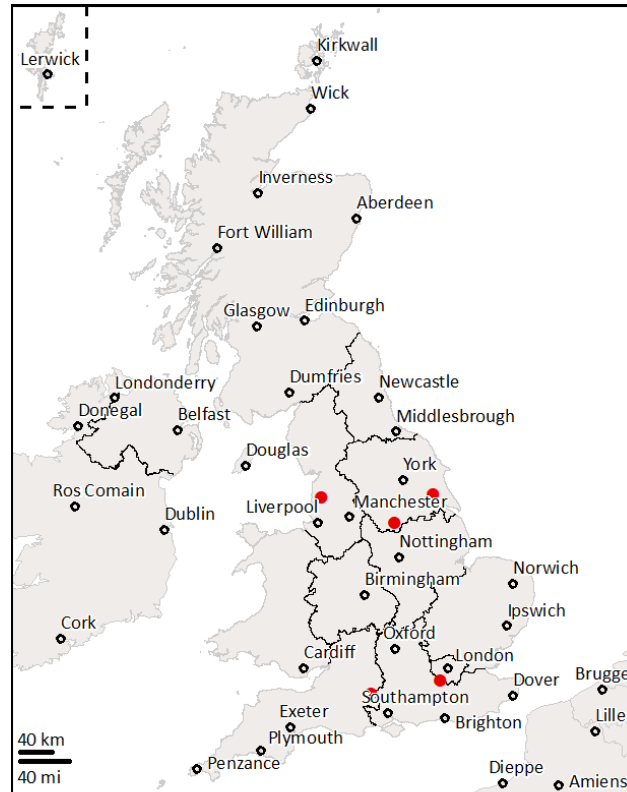 Kirkwall
Lerwick
Wick
Inverness
Aberdeen
Fort William
Glasgow
Edinburgh
Dumfries
Londonderry
Newcastle
Donegal
Belfast
Middlesbrough
Douglas
York
Ros Comain
Liverpool
Manchester
Dublin
Nottingham
Birmingham
Norwich
Ipswich
Cork
Oxford
Cardiff
London
Brugge
Southampton
Dover
Exeter
Brighton
Lille
40 km
Plymouth
Penzance
40 mi
Dieppe
Amiens